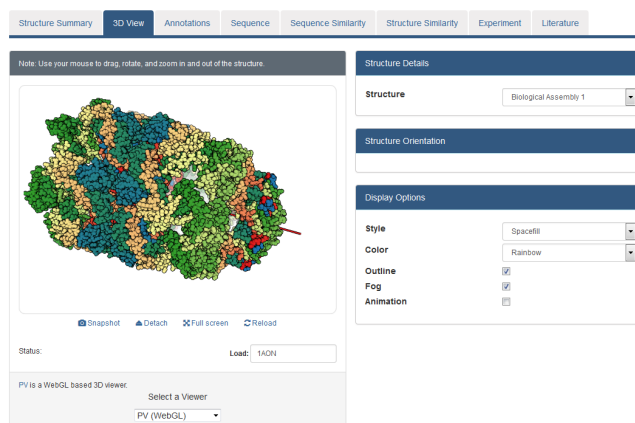 Structure Summary 3D View Annotations Sequence Sequence Similarity Structure Similarity Experiment Literature
Note: Use your mouse to drag, rotate, and zoom in and out of the structure.
Snapshot Detach Full screen Reload
Status: Load: 1AON
PV is a WebGL based 3D viewer.
Select a Viewer
PV (WebGL)
Structure Details
Structure Biological Assembly 1
Structure Orientation
Display Options
Style Spacefill
Color Rainbow
Outline
Fog
Animation